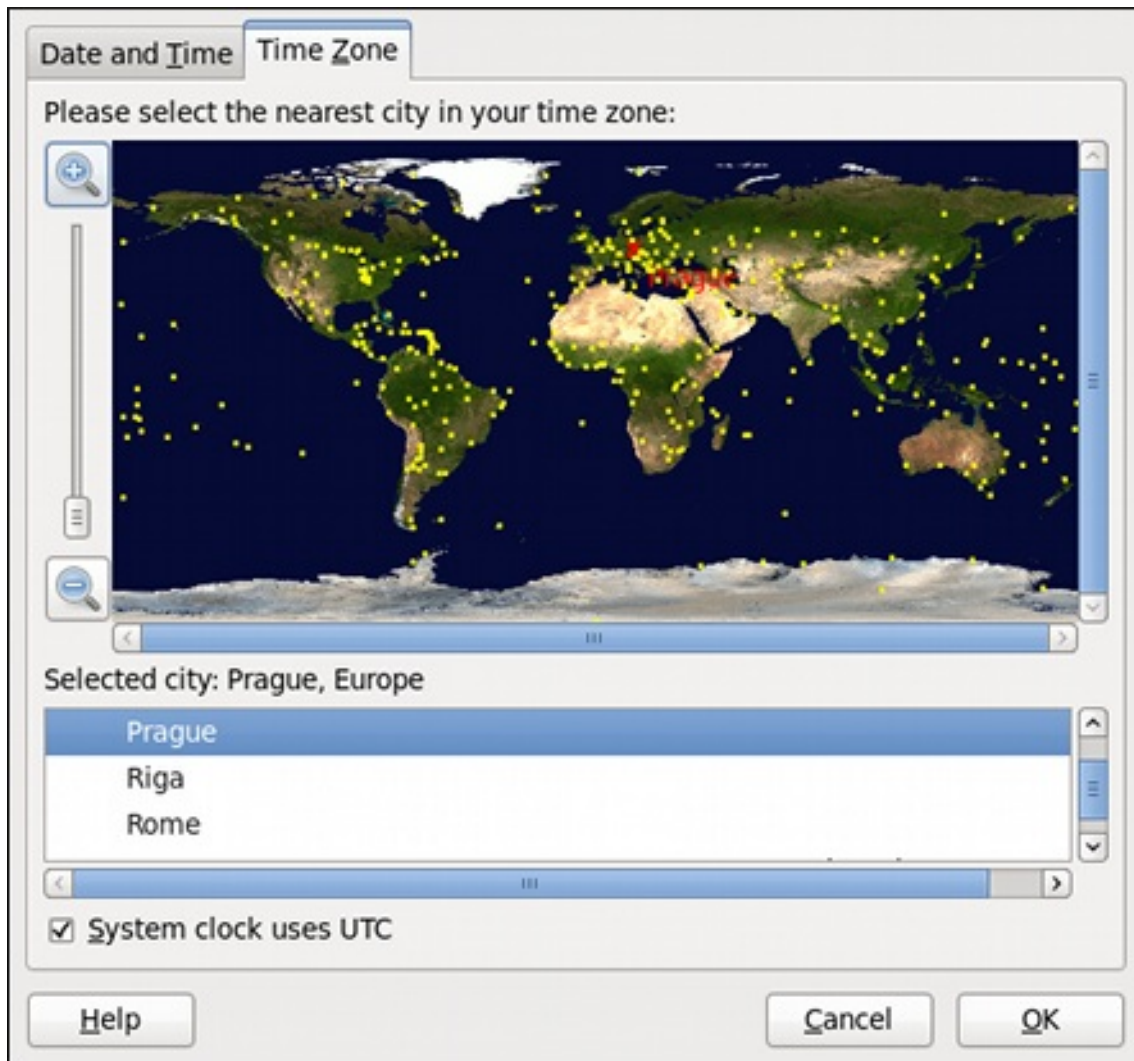 Date and Time
Time Zone
Please select the nearest city in your time zone:
Prague
Selected city: Prague, Europe
Prague
Riga
Rome
System clock uses UTC
Help
Cancel
OK